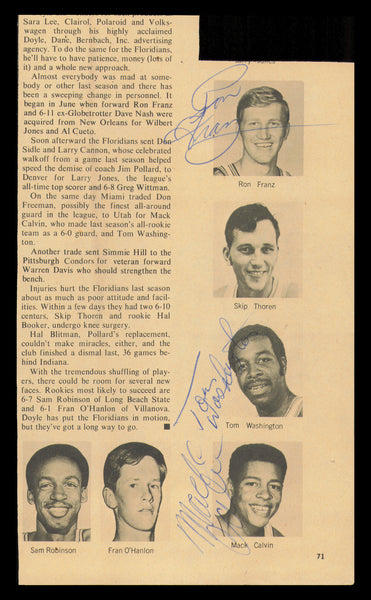 Sara Lee, Clairol, Polaroid and Volks-
wagen through his highly acclaimed
Doyle, Dane, Bernbach, Inc. advertising
agency. To do the same for the Floridians,
he'll have to have patience, money (lots of
it) and a whole new approach.
Almost everybody was mad at some-
body or other last season and there
has been a sweeping change in personnel. It
began in June when forward Ron Franz
and 6-11 ex-Globetrotter Dave Nash were
acquired from New Orleans for Wilbert
Jones and Al Cueto.
Soon afterward the Floridians sent Don
Sidle and Larry Cannon, whose celebrated
walkoff from a game last season helped
speed the demise of coach Jim Pollard, to
Denver for Larry Jones, the league's
all-time top scorer and 6-8 Greg Wittman.
On the same day Miami traded Don
Freeman, possibly the finest all-around
guard in the league, to Utah for Mack
Calvin, who made last season's all-rookie
team as a 6-0 guard, and Tom Washing-
ton.
Another trade sent Simmie Hill to the
Pittsburgh Condors for veteran forward
Warren Davis who should strengthen the
bench.
Injuries hurt the Floridians last season
about as much as poor attitude and facili-
ties. Within a few days they had two 6-10
centers, Skip Thoren and rookie Hal
Booker, undergo knee surgery.
Hal Blitman, Pollard's replacement,
couldn't make miracles, either, and the
club finished a dismal last, 36 games be-
hind Indiana.
With the tremendous shuffling of play-
ers, there could be room for several new
faces. Rookies most likely to succeed are
6-7 Sam Robinson of Long Beach State
and 6-1 Fran O'Hanlon of Villanova.
Doyle has put the Floridians in motion,
but they've got a long way to go.
Ron
Franz
Ron Franz
Skip Thoren
Tom
Washington
Tom Washington
Mack
Mack Calvin
Sam Robinson
Fran O'Hanlon
71